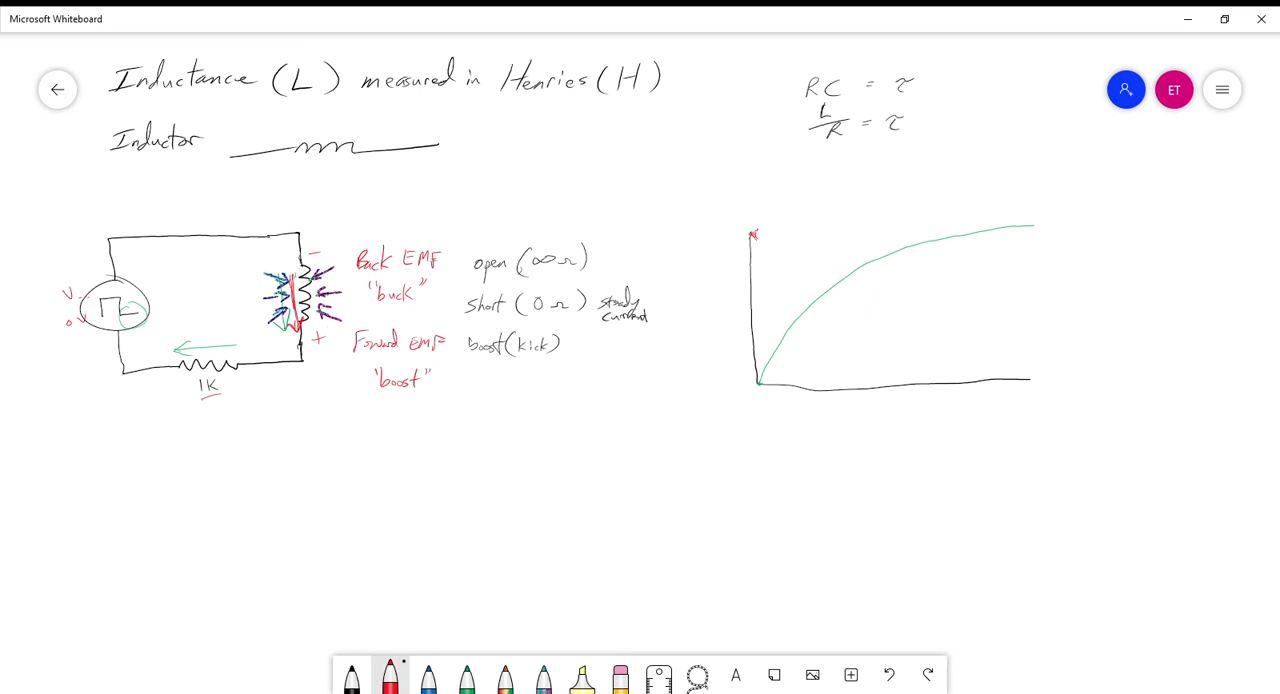 Microsoft Whiteboard
Inductance (L) measured in Henries (H)
RC = τ
L/R = τ
ET
Inductor
Back EMF open (∞Ω)
"buck" short (0Ω) steady current
Forward EMF boost (kick)
"boost"
V
0V
-
+
1K
A